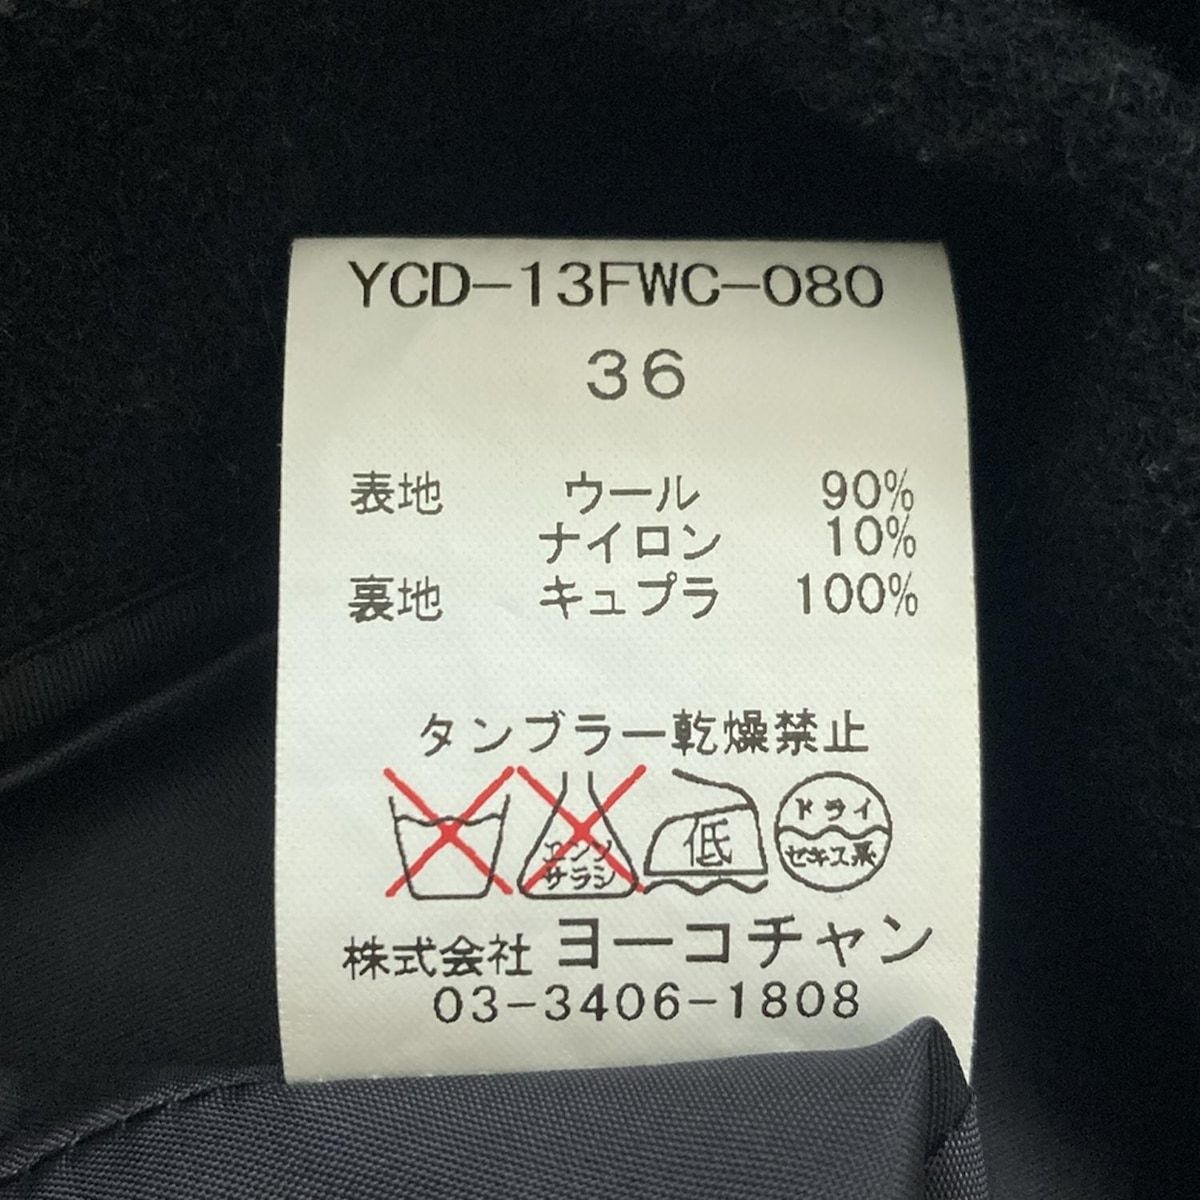 YCD-13FWC-080
36
表地 ウール 90%
ナイロン 10%
裏地 キュプラ 100%
タンブラー乾燥禁止
エンソ
サラシ
低
ドライ
セキユ系
株式会社 ヨーコチャン
03-3406-1808